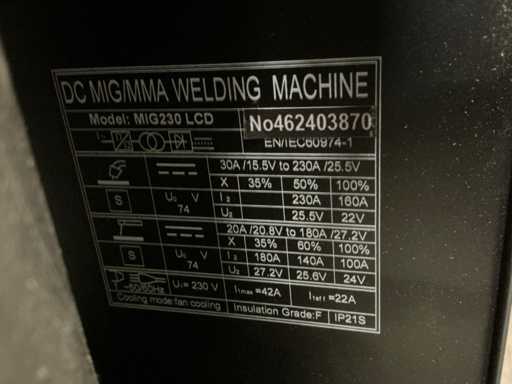 DC MIG/MMA WELDING MACHINE
Model: MIG230 LCD
No462403870
EN/IEC60974-1
30A /15.5V to 230A /25.5V
X 35% 50% 100%
S U₀ V 74 I₂ 230A 160A
U₂ 25.5V 22V
20A /20.8V to 180A /27.2V
X 35% 60% 100%
S U₀ V 74 I₂ 180A 140A 100A
U₂ 27.2V 25.6V 24V
~50/60Hz U₁= 230 V I₁max =42A I₁eff =22A
Cooling mode:fan cooling Insulation Grade:F IP21S